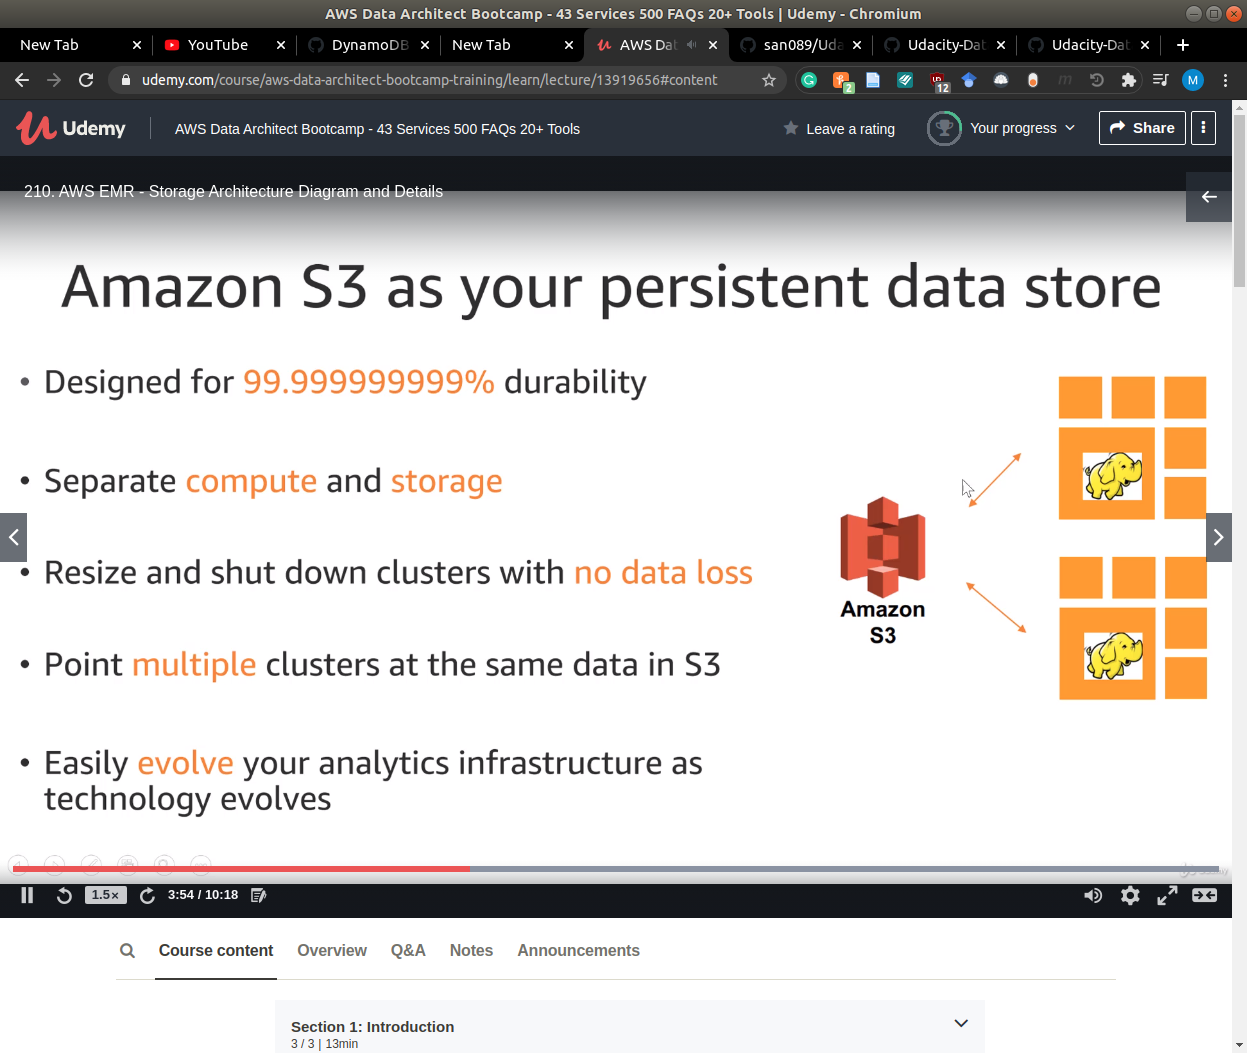 AWS Data Architect Bootcamp - 43 Services 500 FAQs 20+ Tools | Udemy - Chromium
New Tab
YouTube
DynamoDB
New Tab
AWS Dat
san089/Uda
Udacity-Dat
Udacity-Dat
udemy.com/course/aws-data-architect-bootcamp-training/learn/lecture/13919656#content
2
12
M
Udemy
AWS Data Architect Bootcamp - 43 Services 500 FAQs 20+ Tools
Leave a rating
Your progress
Share
210. AWS EMR - Storage Architecture Diagram and Details
Amazon S3 as your persistent data store
• Designed for 99.999999999% durability
• Separate compute and storage
• Resize and shut down clusters with no data loss
• Point multiple clusters at the same data in S3
• Easily evolve your analytics infrastructure as
technology evolves
Amazon
S3
1.5×
3:54 / 10:18
Course content
Overview
Q&A
Notes
Announcements
Section 1: Introduction
3 / 3 | 13min